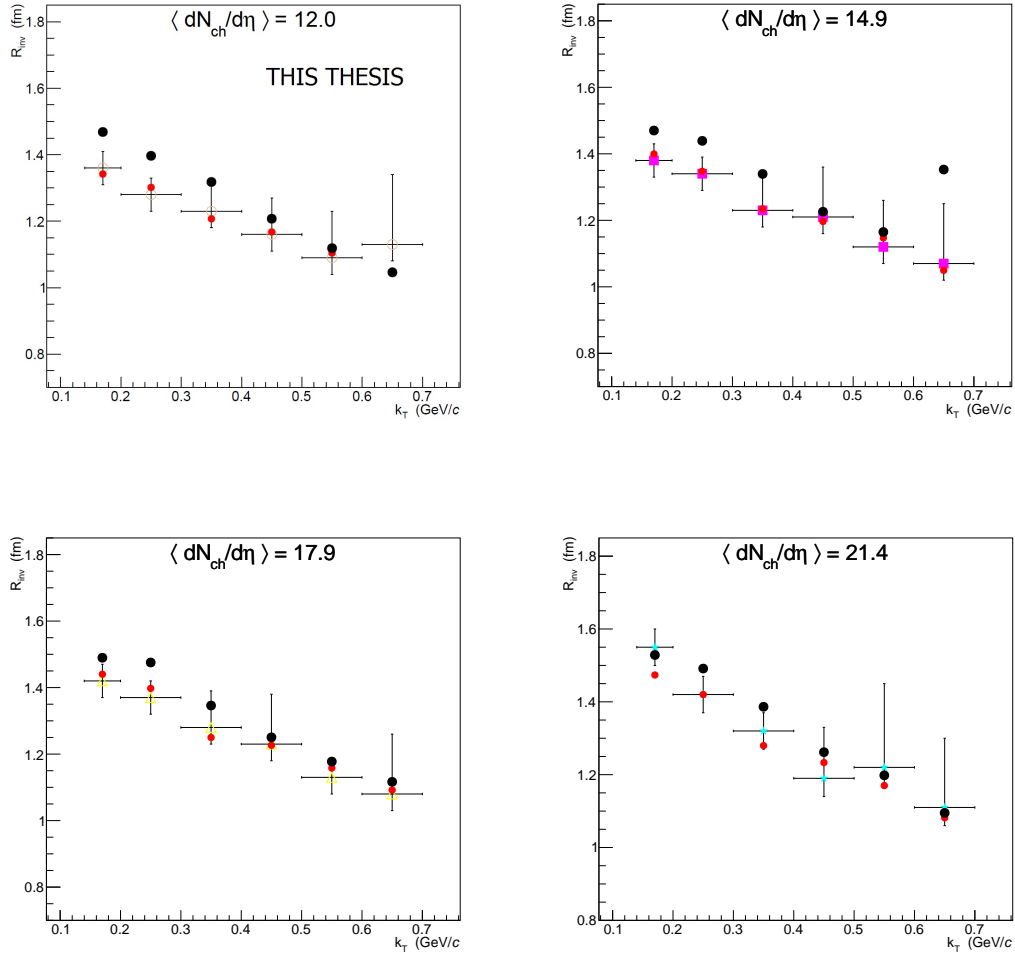 ⟨ dN_ch/dη ⟩ = 12.0
THIS THESIS
R_inv (fm)
1.8
1.6
1.4
1.2
1
0.8
0.1 0.2 0.3 0.4 0.5 0.6 0.7
k_T (GeV/c
⟨ dN_ch/dη ⟩ = 14.9
R_inv (fm)
1.8
1.6
1.4
1.2
1
0.8
0.1 0.2 0.3 0.4 0.5 0.6 0.7
k_T (GeV/c
⟨ dN_ch/dη ⟩ = 17.9
R_inv (fm)
1.8
1.6
1.4
1.2
1
0.8
0.1 0.2 0.3 0.4 0.5 0.6 0.7
k_T (GeV/c
⟨ dN_ch/dη ⟩ = 21.4
R_inv (fm)
1.8
1.6
1.4
1.2
1
0.8
0.1 0.2 0.3 0.4 0.5 0.6 0.7
k_T (GeV/c